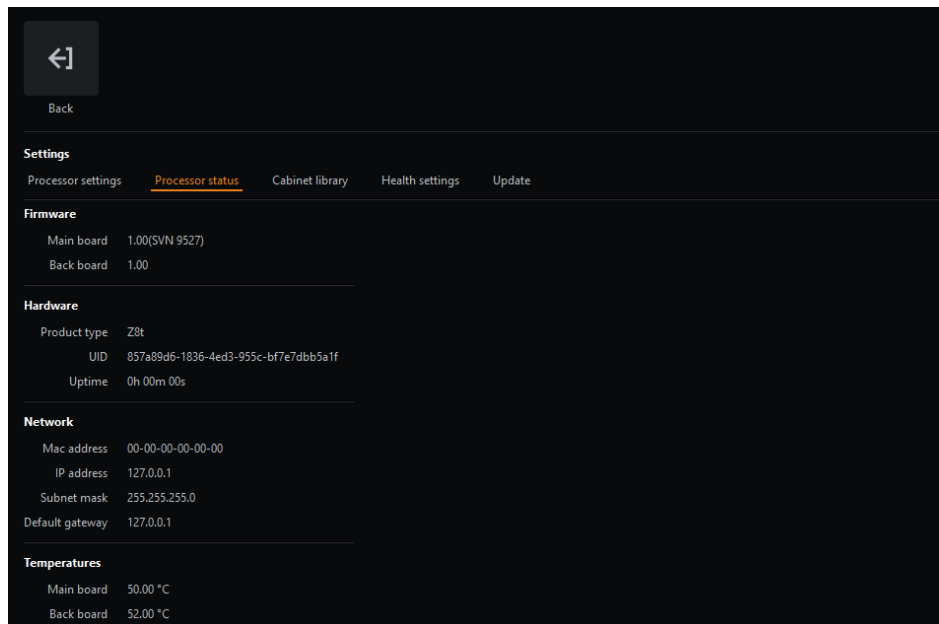 Back
Settings
Processor settings Processor status Cabinet library Health settings Update
Firmware
Main board 1.00(SVN 9527)
Back board 1.00
Hardware
Product type Z8t
UID 857a89d6-1836-4ed3-955c-bf7e7dbb5a1f
Uptime 0h 00m 00s
Network
Mac address 00-00-00-00-00-00
IP address 127.0.0.1
Subnet mask 255.255.255.0
Default gateway 127.0.0.1
Temperatures
Main board 50.00 °C
Back board 52.00 °C